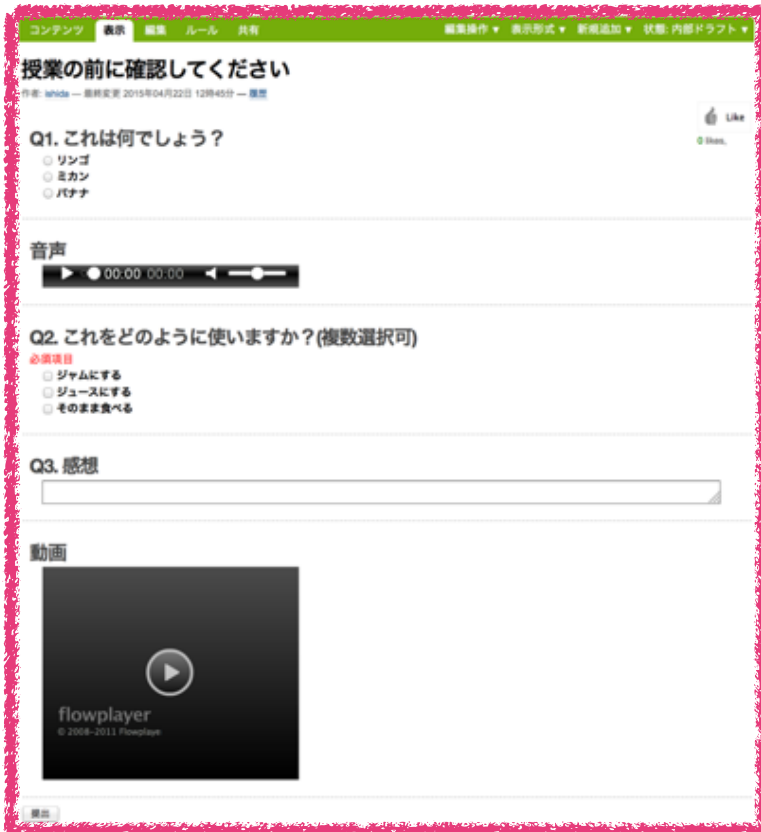 コンテンツ 表示 編集 ルール 共有 編集操作 ▼ 表示形式 ▼ 新規追加 ▼ 状態: 内部ドラフト ▼
授業の前に確認してください
作者: ishida — 最終変更 2015年04月22日 12時45分 — 履歴
Like
0 likes.
Q1. これは何でしょう？
リンゴ
ミカン
バナナ
音声
00:00 00:00
Q2. これをどのように使いますか？(複数選択可)
必須項目
ジャムにする
ジュースにする
そのまま食べる
Q3. 感想
動画
flowplayer
© 2008-2011 Flowplaye
提出